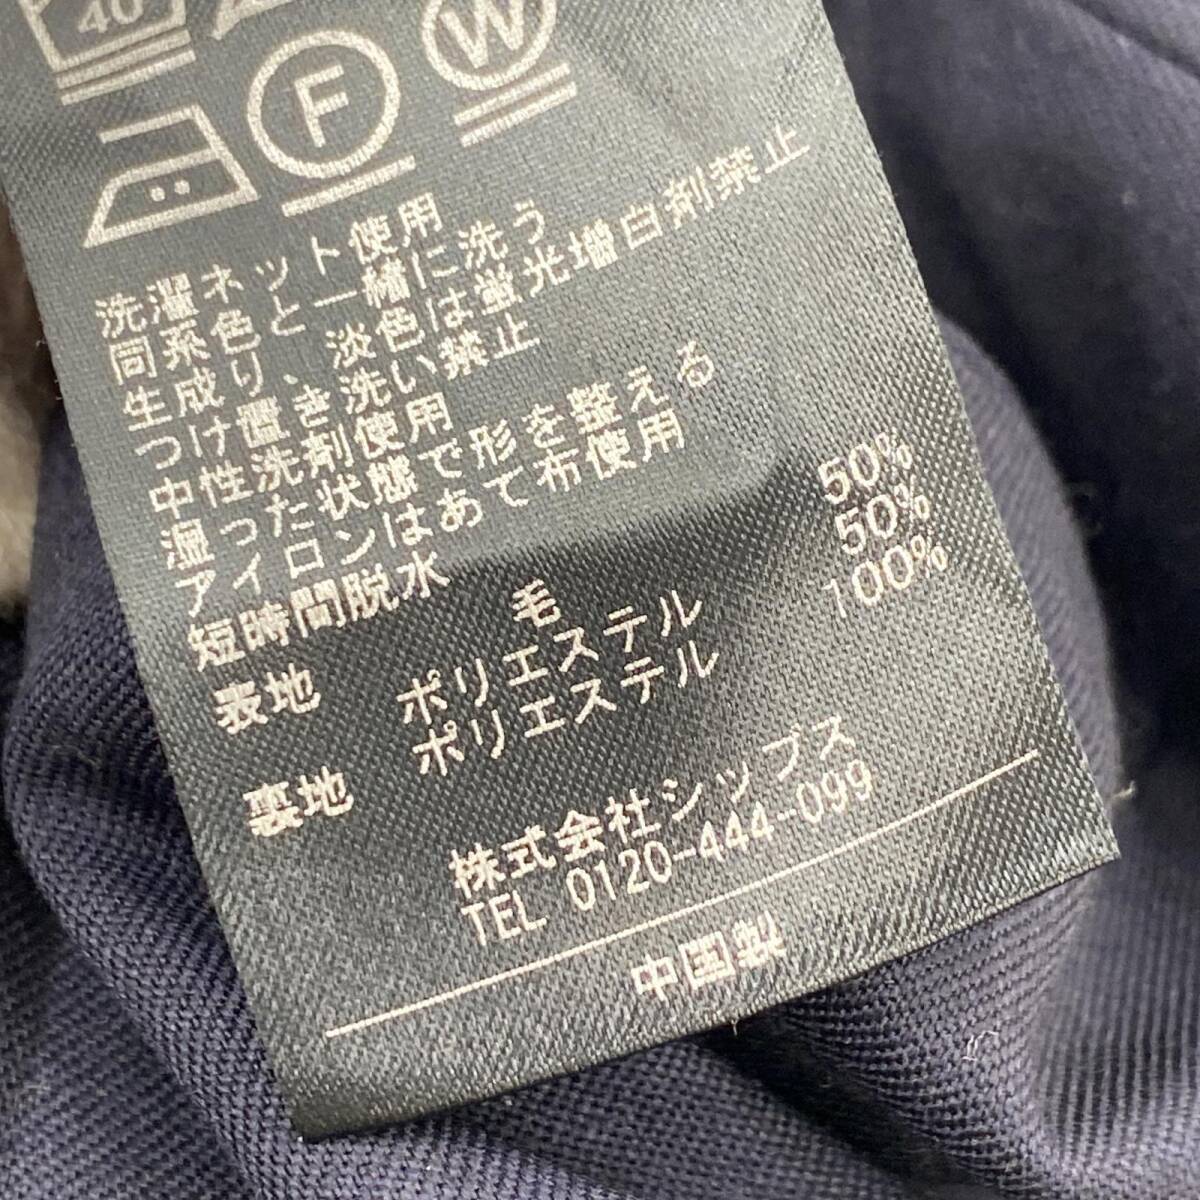 40
F
W
洗濯ネット使用
同系色と一緒に洗う
生成り、淡色は蛍光増白剤禁止
つけ置き洗い禁止
中性洗剤使用
湿った状態で形を整える
アイロンはあて布使用
短時間脱水
表地 毛 50%
ポリエステル 50%
裏地 ポリエステル 100%
株式会社シップス
TEL 0120-444-099
中国製